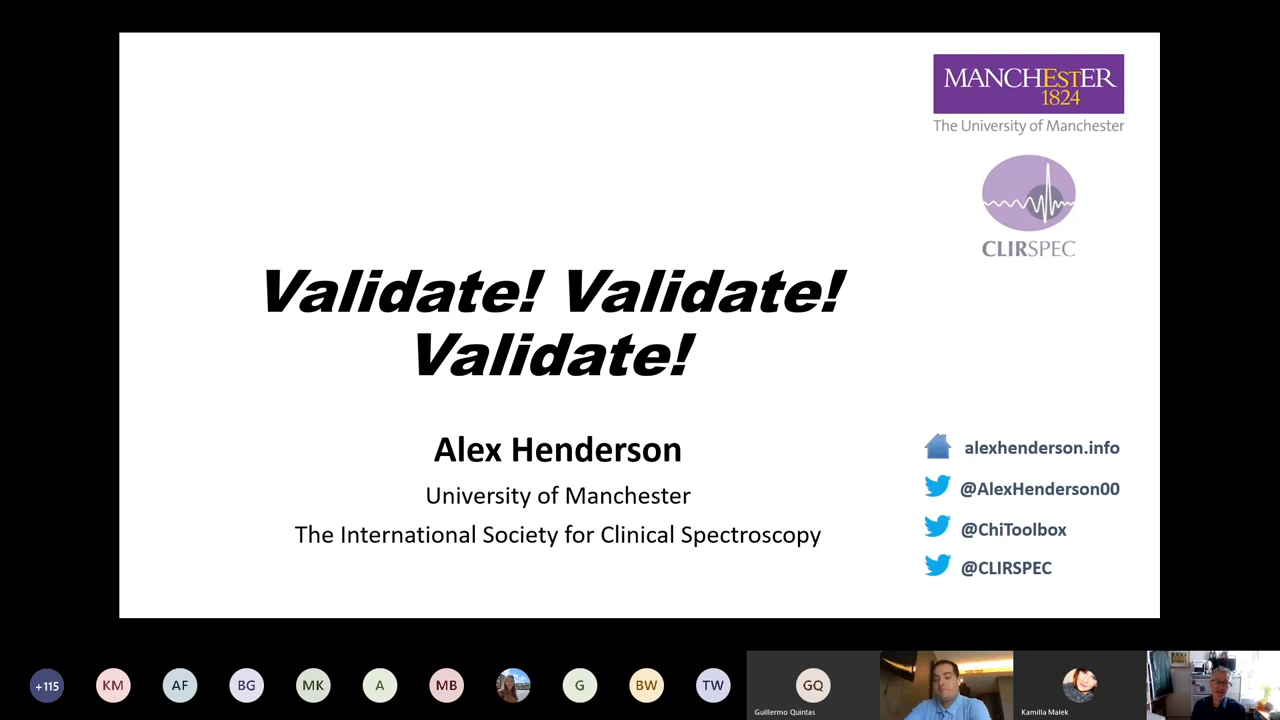 MANCHESTER
1824
The University of Manchester
CLIRSPEC
Validate! Validate!
Validate!
Alex Henderson
University of Manchester
The International Society for Clinical Spectroscopy
alexhenderson.info
@AlexHenderson00
@ChiToolbox
@CLIRSPEC
+115
KM
AF
BG
MK
A
MB
G
BW
TW
GQ
Guillermo Quintas
Kamilla Malek